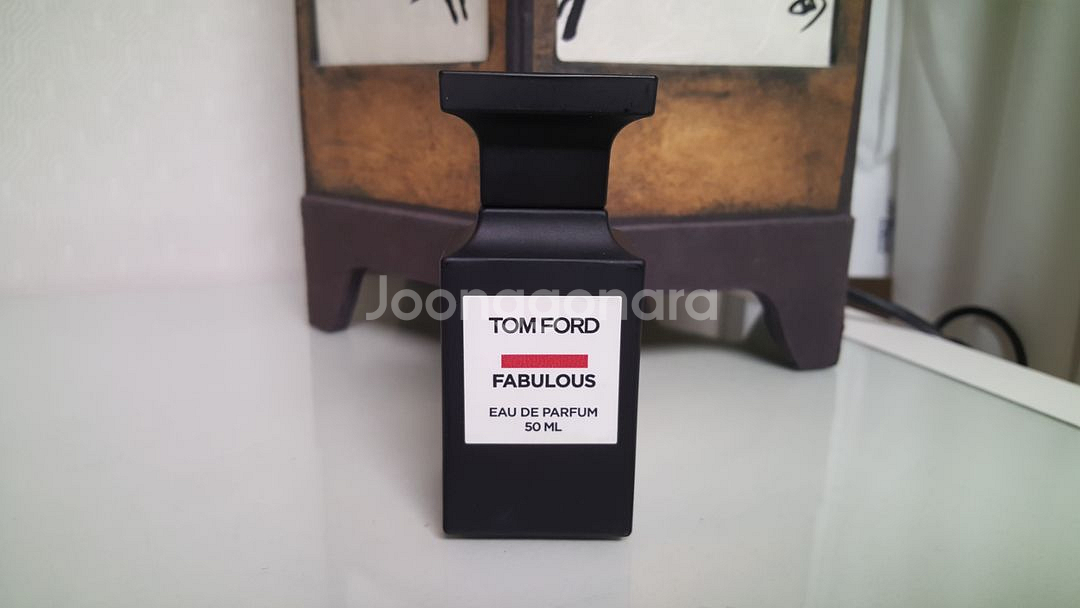 Joonggonara
TOM FORD
FABULOUS
EAU DE PARFUM
50 ML